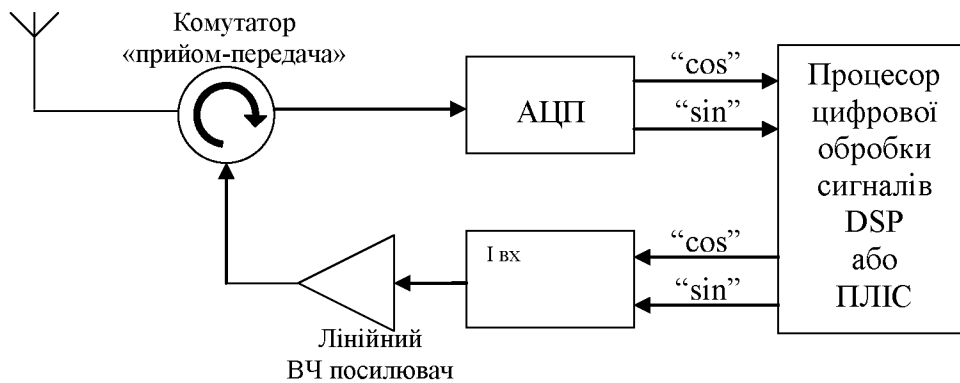 Комутатор
«прийом-передача»
АЦП
“cos”
“sin”
Процесор
цифрової
обробки
сигналів
DSP
або
ПЛІС
І вх
“cos”
“sin”
Лінійний
ВЧ посилювач